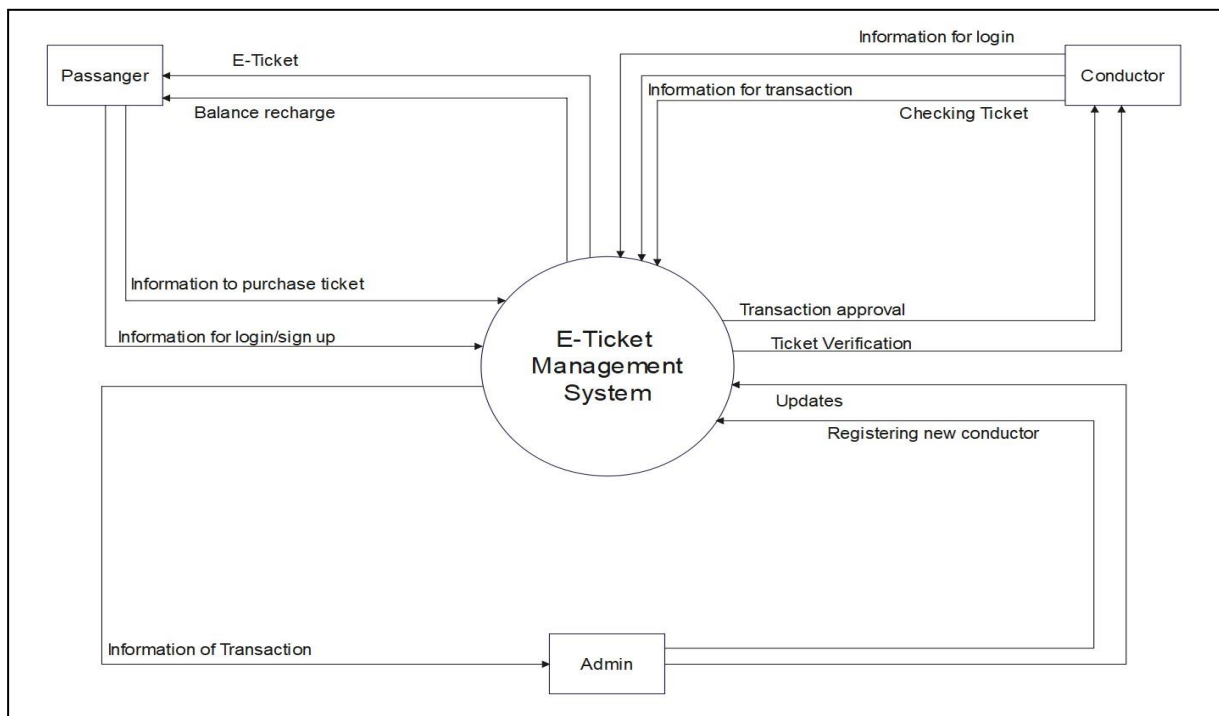 Information for login
E-Ticket
Passanger
Conductor
Information for transaction
Balance recharge
Checking Ticket
Information to purchase ticket
Transaction approval
Information for login/sign up
Ticket Verification
E-Ticket
Management
System
Updates
Registering new conductor
Information of Transaction
Admin